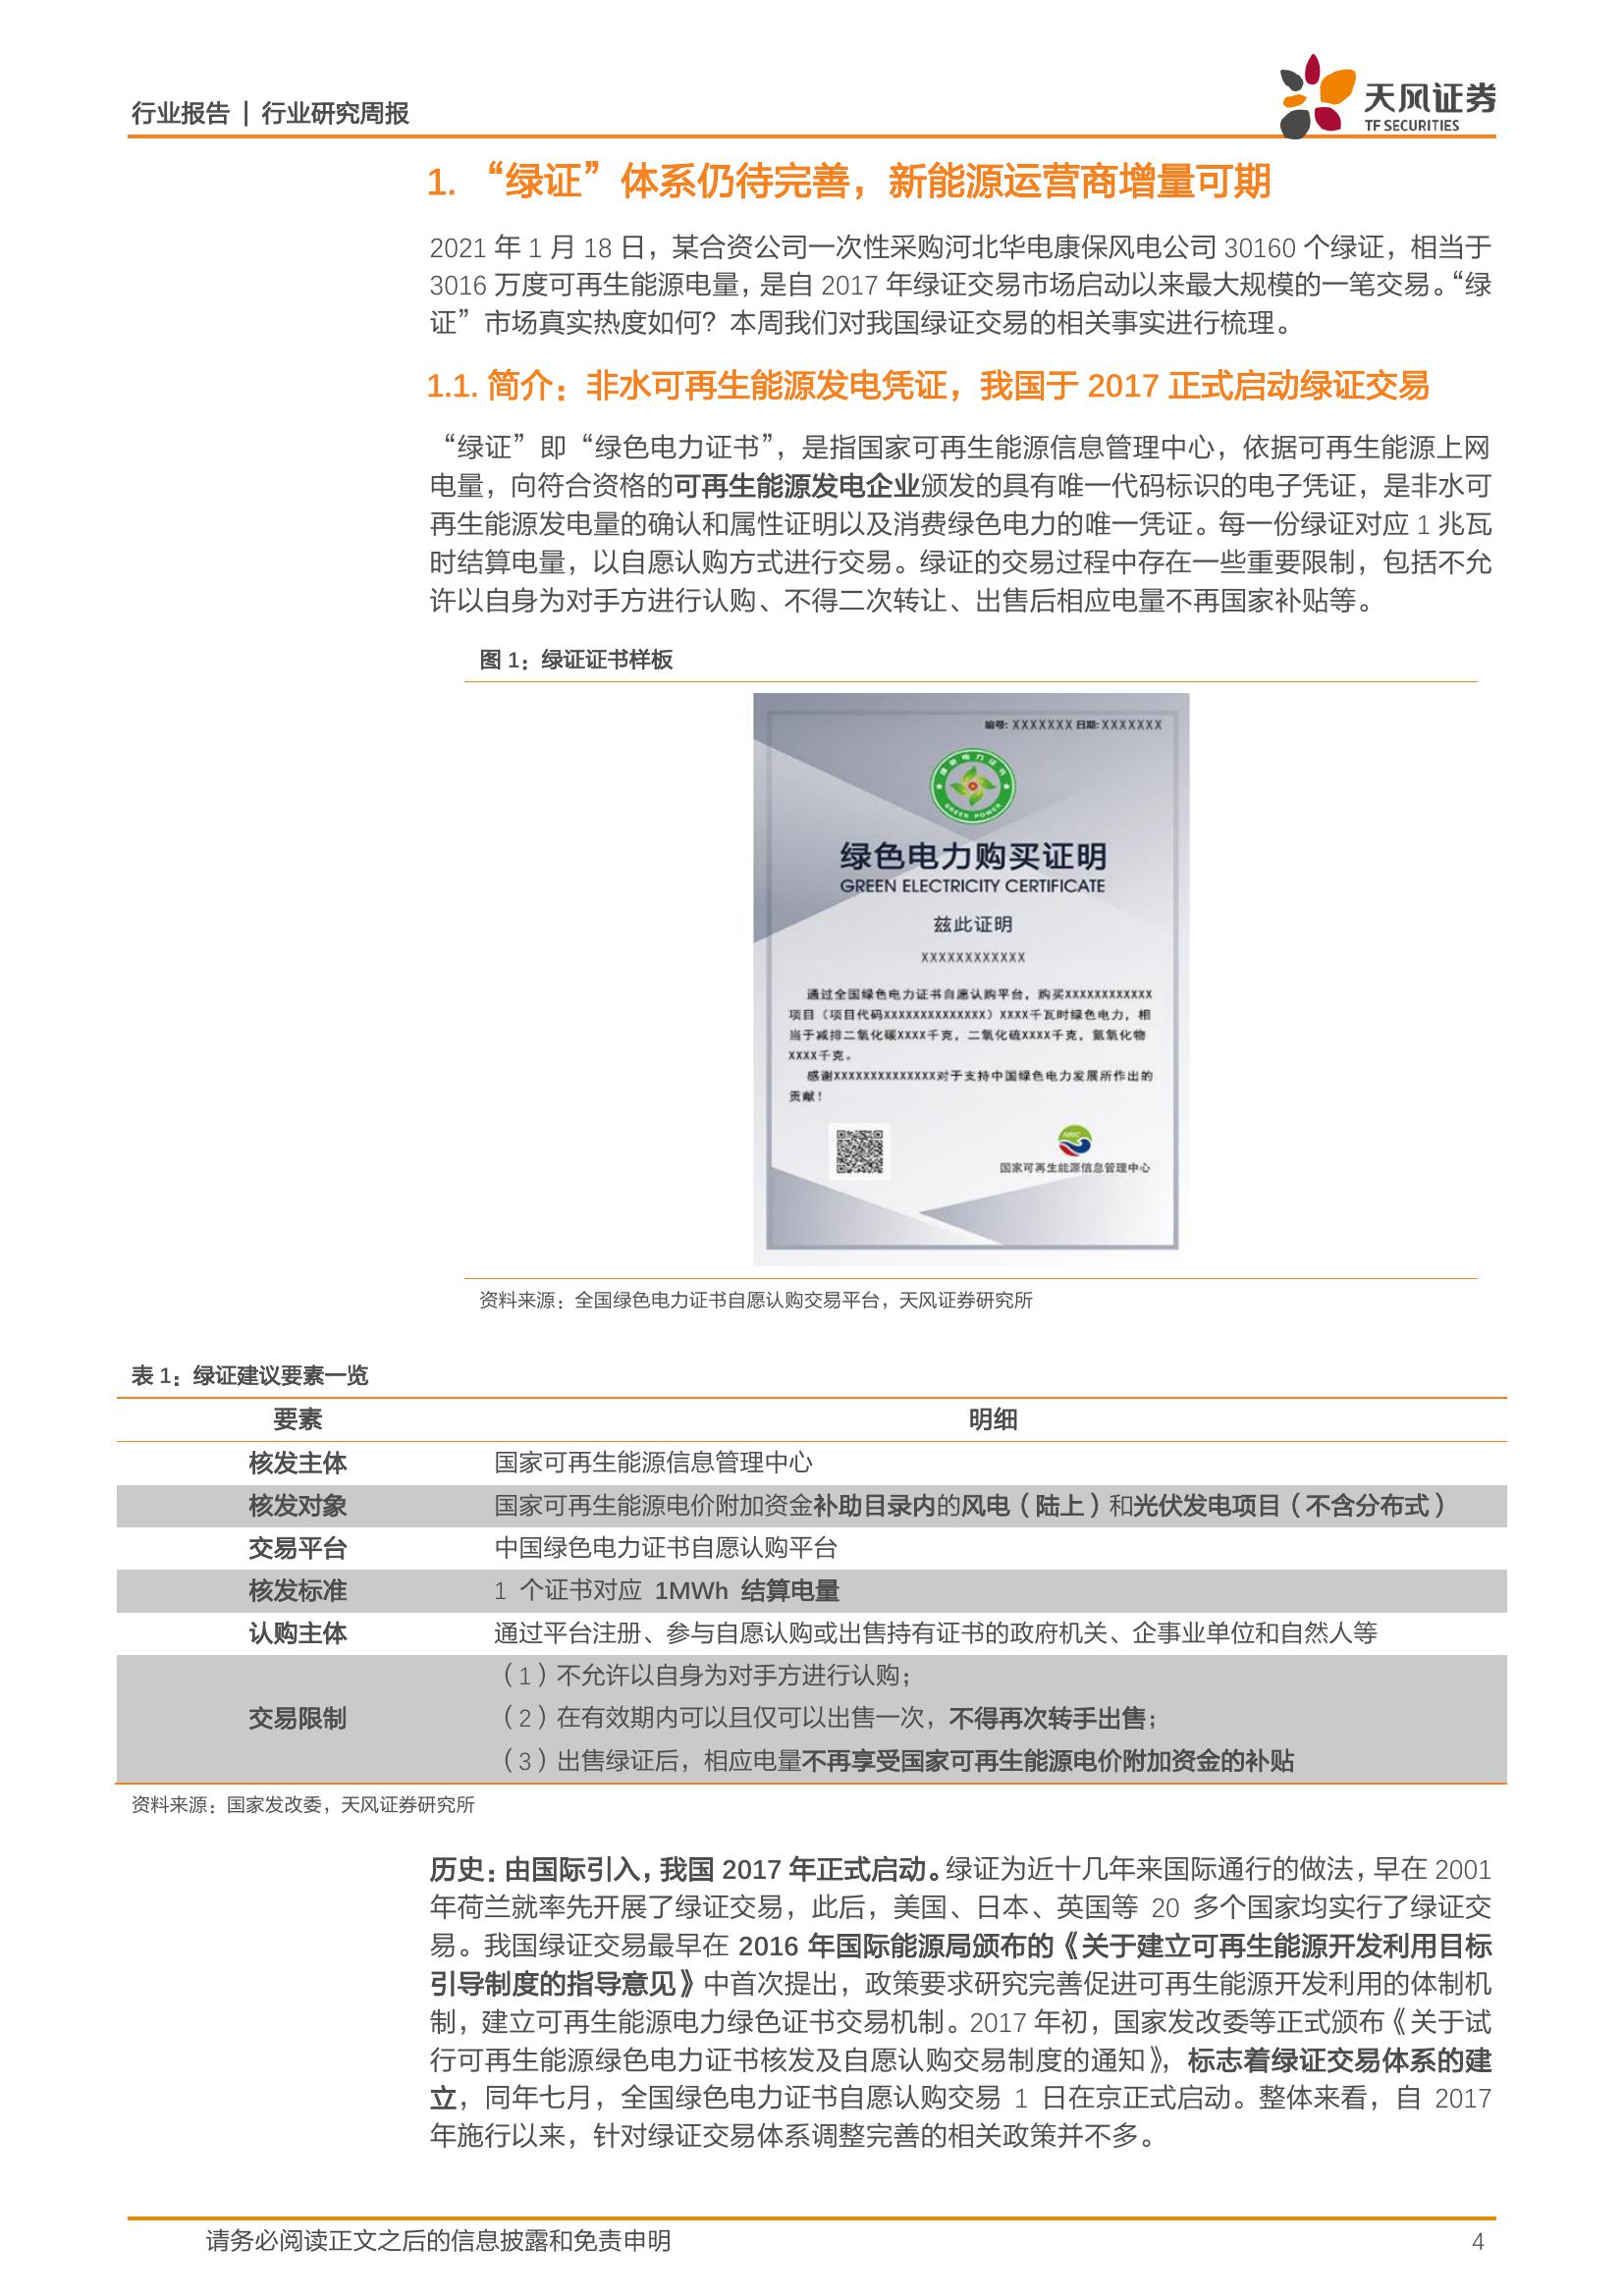 行业报告 | 行业研究周报
天风证券
TF SECURITIES
1. “绿证”体系仍待完善，新能源运营商增量可期
2021 年 1 月 18 日，某合资公司一次性采购河北华电康保风电公司 30160 个绿证，相当于
3016 万度可再生能源电量，是自 2017 年绿证交易市场启动以来最大规模的一笔交易。“绿
证”市场真实热度如何？本周我们对我国绿证交易的相关事实进行梳理。
1.1. 简介：非水可再生能源发电凭证，我国于 2017 正式启动绿证交易
“绿证”即“绿色电力证书”，是指国家可再生能源信息管理中心，依据可再生能源上网
电量，向符合资格的可再生能源发电企业颁发的具有唯一代码标识的电子凭证，是非水可
再生能源发电量的确认和属性证明以及消费绿色电力的唯一凭证。每一份绿证对应 1 兆瓦
时结算电量，以自愿认购方式进行交易。绿证的交易过程中存在一些重要限制，包括不允
许以自身为对手方进行认购、不得二次转让、出售后相应电量不再国家补贴等。
图 1：绿证证书样板
编号: XXXXXXX 日期: XXXXXXX
绿色电力证书
GREEN POWER
绿色电力购买证明
GREEN ELECTRICITY CERTIFICATE
兹此证明
XXXXXXXXXXXX
通过全国绿色电力证书自愿认购平台，购买XXXXXXXXXXXX
项目（项目代码XXXXXXXXXXXXXX）XXXX千瓦时绿色电力，相
当于减排二氧化碳XXXX千克，二氧化硫XXXX千克，氮氧化物
XXXX千克。
感谢XXXXXXXXXXXXXX对于支持中国绿色电力发展所作出的
贡献！
国家可再生能源信息管理中心
资料来源：全国绿色电力证书自愿认购交易平台，天风证券研究所
表 1：绿证建议要素一览
要素 明细
核发主体 国家可再生能源信息管理中心
核发对象 国家可再生能源电价附加资金补助目录内的风电（陆上）和光伏发电项目（不含分布式）
交易平台 中国绿色电力证书自愿认购平台
核发标准 1 个证书对应 1MWh 结算电量
认购主体 通过平台注册、参与自愿认购或出售持有证书的政府机关、企事业单位和自然人等
（1）不允许以自身为对手方进行认购；
交易限制 （2）在有效期内可以且仅可以出售一次，不得再次转手出售；
（3）出售绿证后，相应电量不再享受国家可再生能源电价附加资金的补贴
资料来源：国家发改委，天风证券研究所
历史：由国际引入，我国 2017 年正式启动。绿证为近十几年来国际通行的做法，早在 2001
年荷兰就率先开展了绿证交易，此后，美国、日本、英国等 20 多个国家均实行了绿证交
易。我国绿证交易最早在 2016 年国际能源局颁布的《关于建立可再生能源开发利用目标
引导制度的指导意见》中首次提出，政策要求研究完善促进可再生能源开发利用的体制机
制，建立可再生能源电力绿色证书交易机制。2017 年初，国家发改委等正式颁布《关于试
行可再生能源绿色电力证书核发及自愿认购交易制度的通知》，标志着绿证交易体系的建
立，同年七月，全国绿色电力证书自愿认购交易 1 日在京正式启动。整体来看，自 2017
年施行以来，针对绿证交易体系调整完善的相关政策并不多。
请务必阅读正文之后的信息披露和免责申明 4